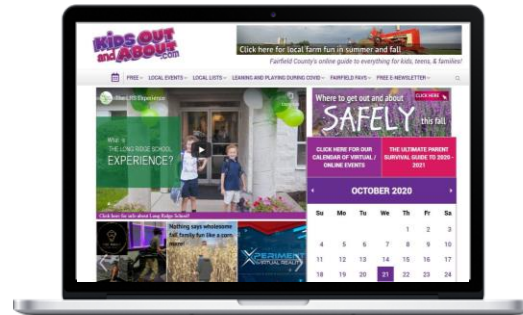 KiDS OUT
and ABOUT.com
Click here for local farm fun in summer and fall
Fairfield County's online guide to everything for kids, teens, & families!
FREE
LOCAL EVENTS
LOCAL LISTS
LEANING AND PLAYING DURING COVID
FAIRFIELD FAVS
FREE E-NEWSLETTER
What is
THE LONG RIDGE SCHOOL
EXPERIENCE?
Click here for info about Long Ridge School!
Where to get out and about
CLICK HERE
SAFELY this fall
CLICK HERE FOR OUR
CALENDAR OF VIRTUAL /
ONLINE EVENTS
THE ULTIMATE PARENT
SURVIVAL GUIDE TO 2020 -
2021
OCTOBER 2020
Su Mo Tu We Th Fr Sa
1 2 3
4 5 6 7 8 9 10
11 12 13 14 15 16 17
18 19 20 21 22 23 24
Nothing says wholesome
fall family fun like a corn
maze!
XPERIMENT
VIRTUAL REALITY